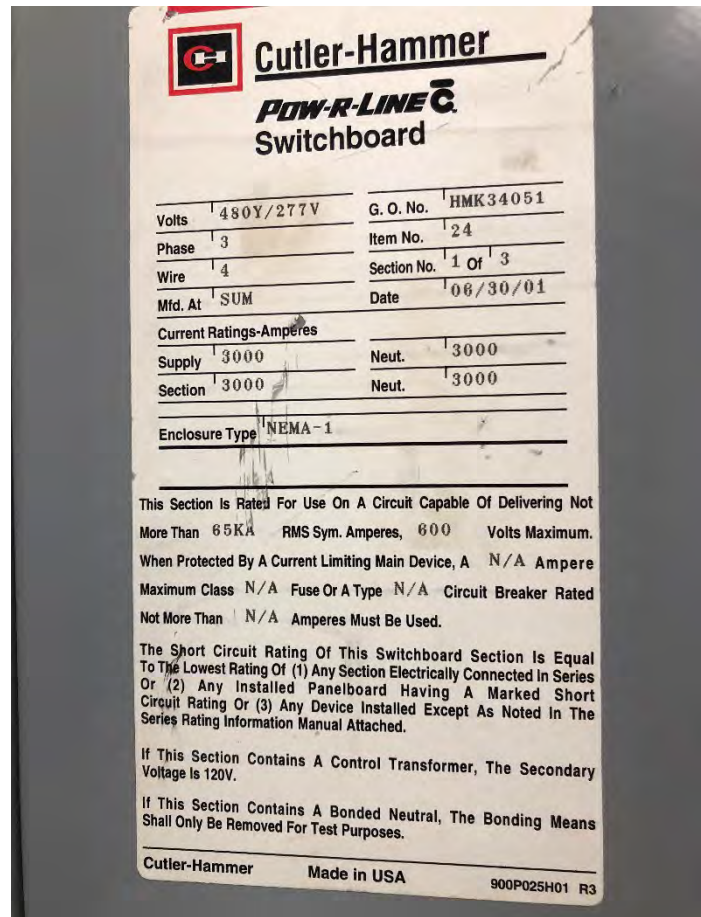 Cutler-Hammer
POW-R-LINE C
Switchboard
Volts 480Y/277V G. O. No. HMK34051
Phase 3 Item No. 24
Wire 4 Section No. 1 Of 3
Mfd. At SUM Date 06/30/01
Current Ratings-Amperes
Supply 3000 Neut. 3000
Section 3000 Neut. 3000
Enclosure Type NEMA-1
This Section Is Rated For Use On A Circuit Capable Of Delivering Not
More Than 65KA RMS Sym. Amperes, 600 Volts Maximum.
When Protected By A Current Limiting Main Device, A N/A Ampere
Maximum Class N/A Fuse Or A Type N/A Circuit Breaker Rated
Not More Than N/A Amperes Must Be Used.
The Short Circuit Rating Of This Switchboard Section Is Equal
To The Lowest Rating Of (1) Any Section Electrically Connected In Series
Or (2) Any Installed Panelboard Having A Marked Short
Circuit Rating Or (3) Any Device Installed Except As Noted In The
Series Rating Information Manual Attached.
If This Section Contains A Control Transformer, The Secondary
Voltage Is 120V.
If This Section Contains A Bonded Neutral, The Bonding Means
Shall Only Be Removed For Test Purposes.
Cutler-Hammer Made in USA 900P025H01 R3